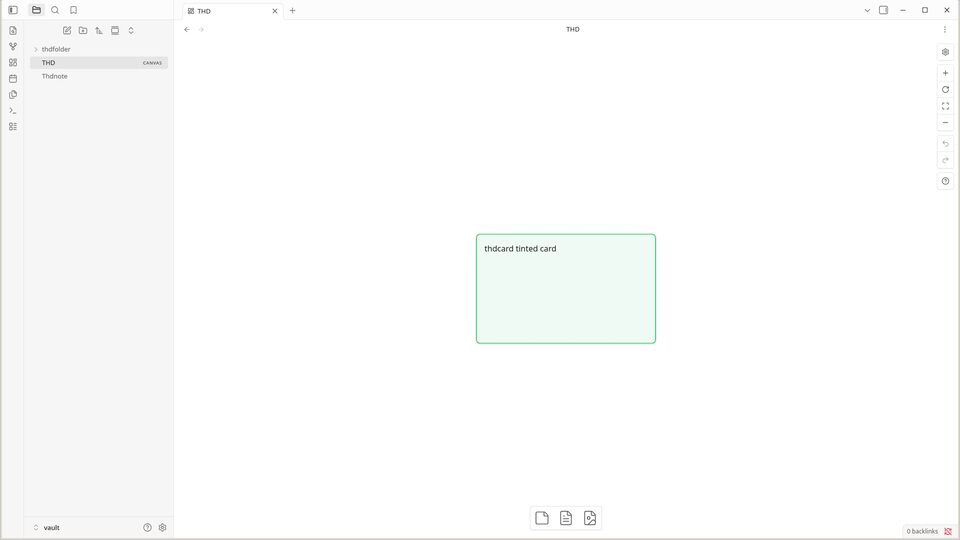 THD
THD
thdfolder
THD
CANVAS
Thdnote
thdcard tinted card
vault
0 backlinks